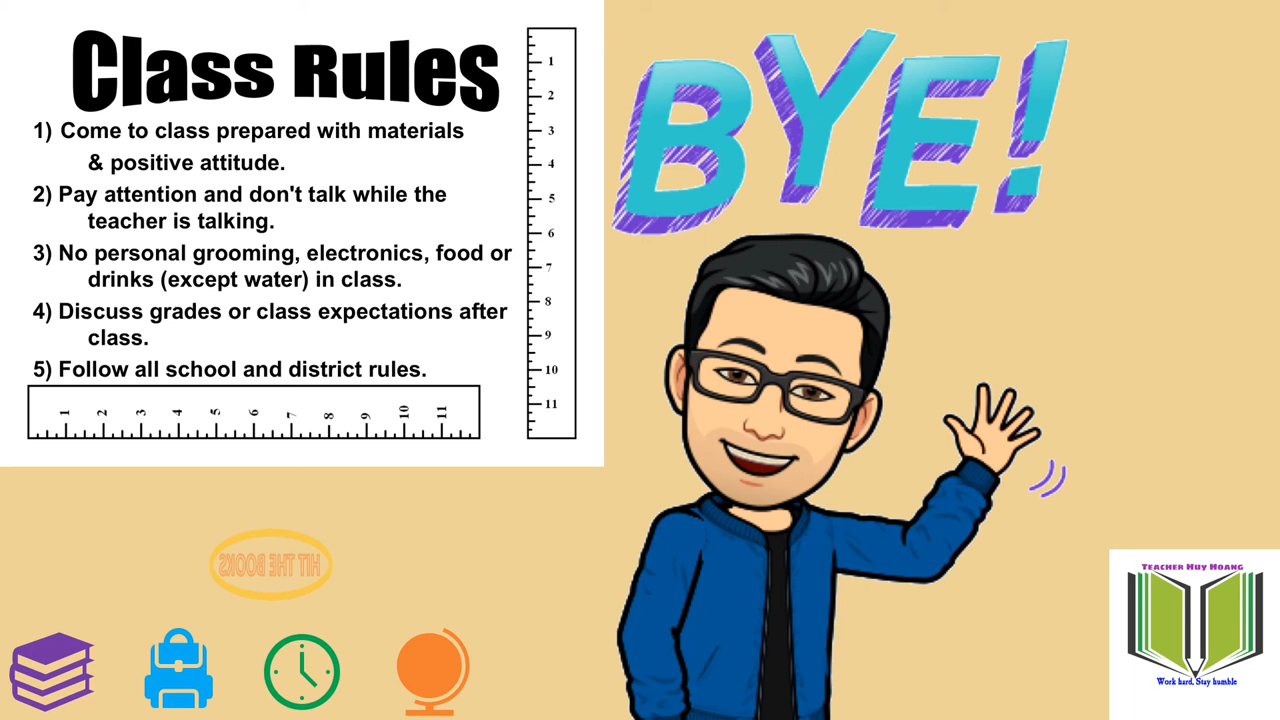 Class Rules
1) Come to class prepared with materials
& positive attitude.
2) Pay attention and don't talk while the
teacher is talking.
3) No personal grooming, electronics, food or
drinks (except water) in class.
4) Discuss grades or class expectations after
class.
5) Follow all school and district rules.
1 2 3 4 5 6 7 8 9 10 11
1
2
3
4
5
6
7
8
9
10
11
BYE!
HIT THE BOOKS
Teacher Huy Hoang
Work hard, Stay humble